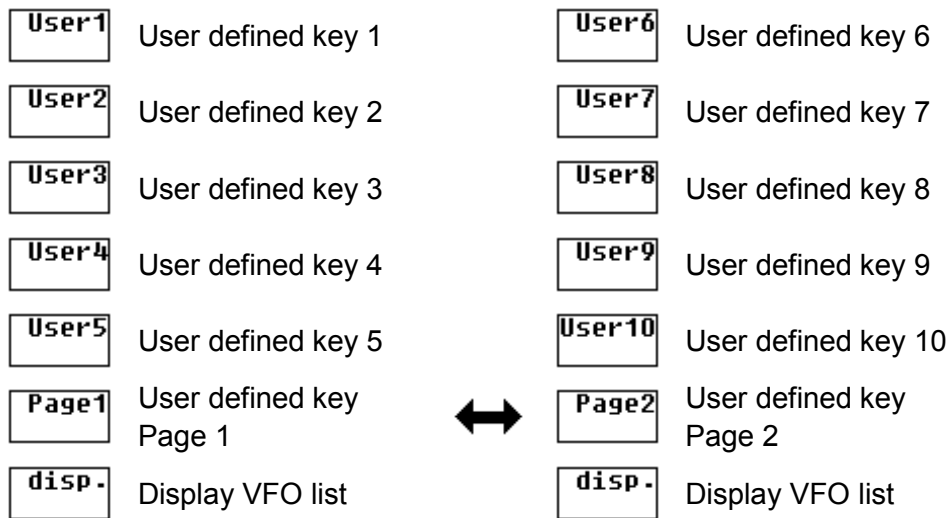 User1 User defined key 1
User2 User defined key 2
User3 User defined key 3
User4 User defined key 4
User5 User defined key 5
Page1 User defined key
Page 1
disp. Display VFO list
User6 User defined key 6
User7 User defined key 7
User8 User defined key 8
User9 User defined key 9
User10 User defined key 10
Page2 User defined key
Page 2
disp. Display VFO list